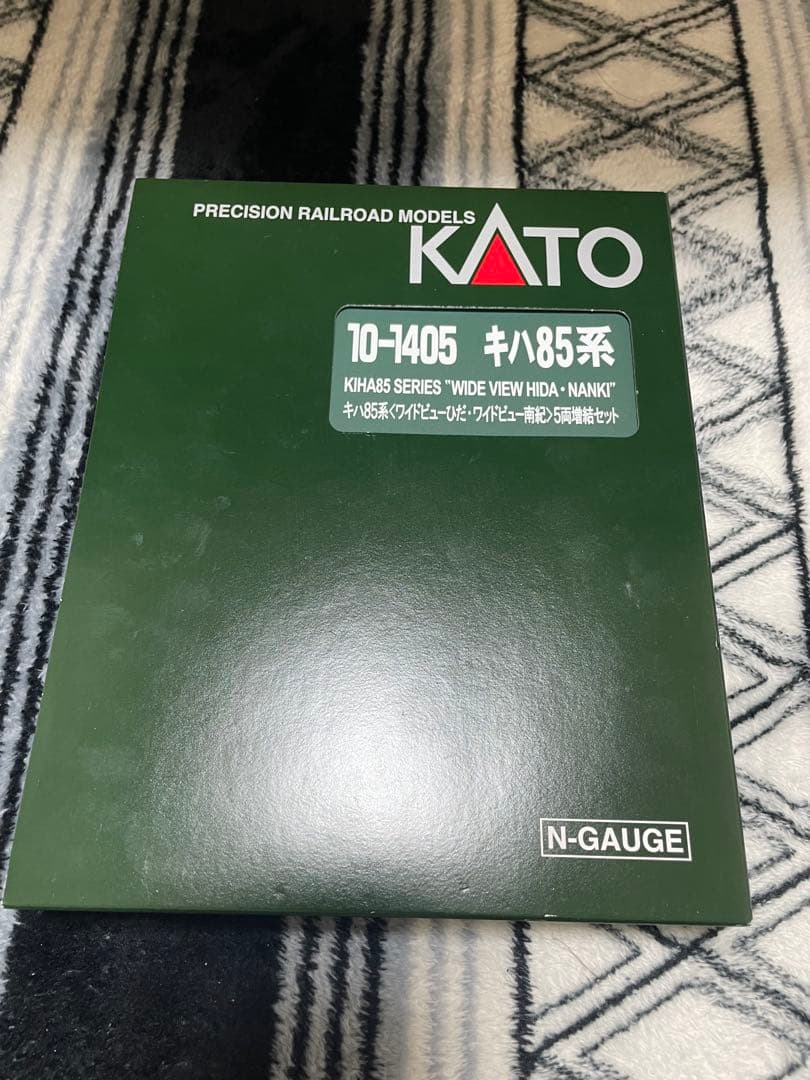 PRECISION RAILROAD MODELS
KATO
10-1405 キハ85系
KIHA85 SERIES "WIDE VIEW HIDA・NANKI"
キハ85系〈ワイドビューひだ・ワイドビュー南紀〉5両増結セット
N-GAUGE